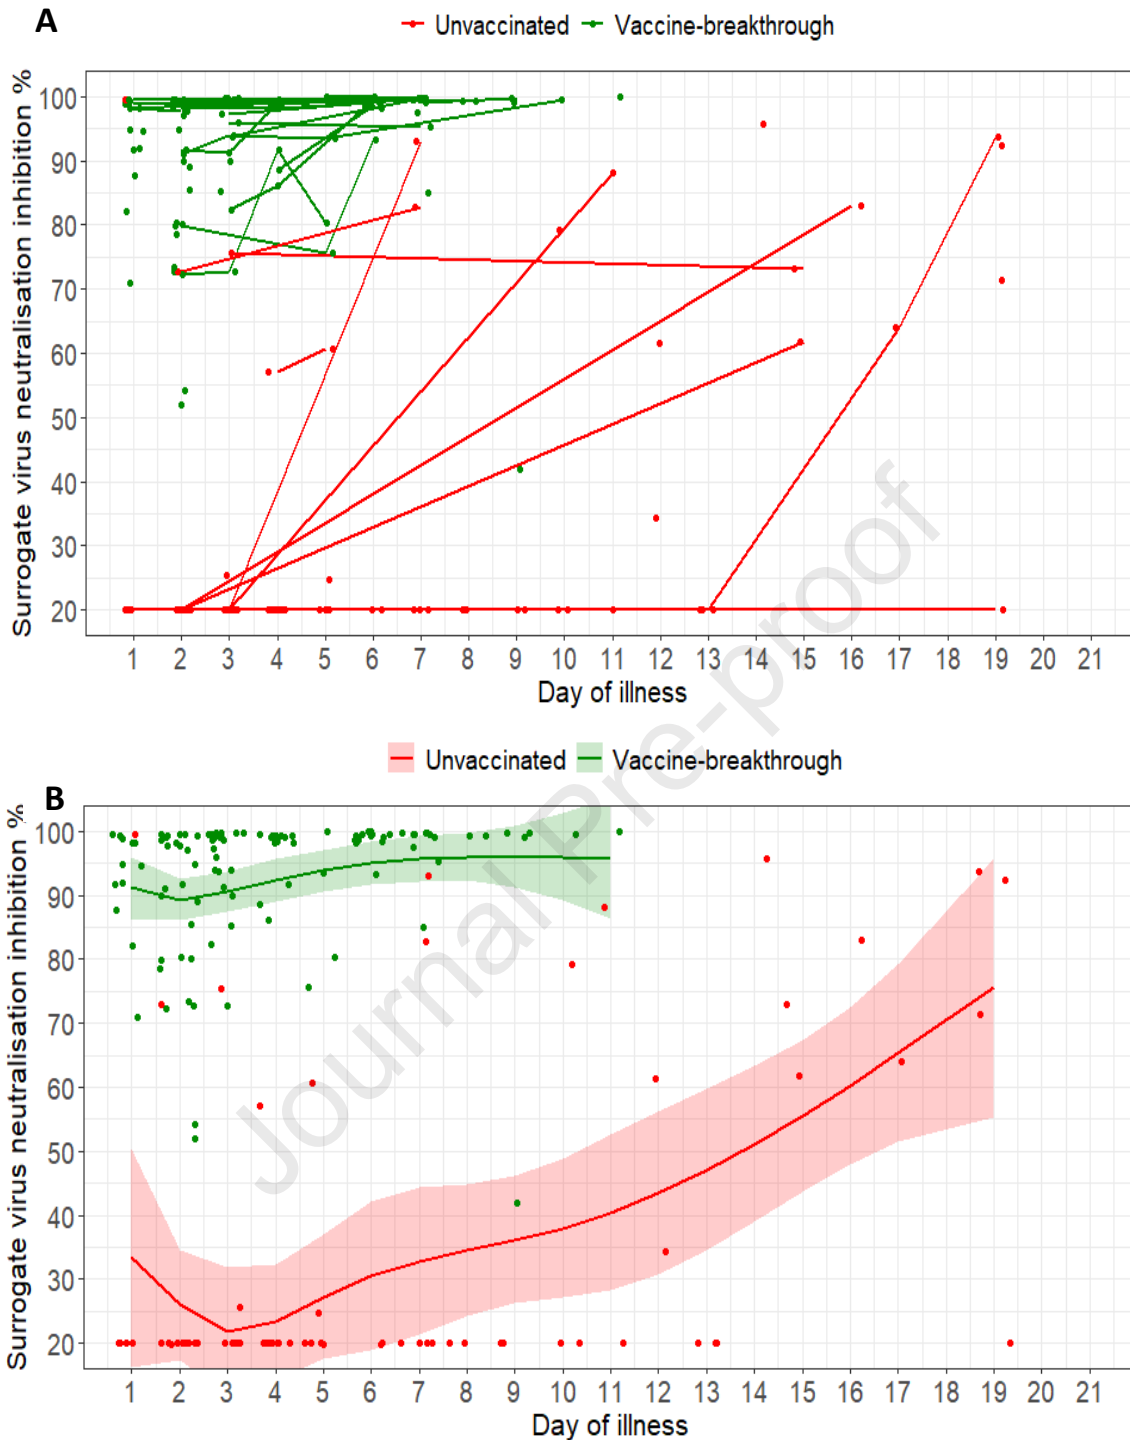 A
Unvaccinated Vaccine-breakthrough
Surrogate virus neutralisation inhibition %
100
90
80
70
60
50
40
30
20
1 2 3 4 5 6 7 8 9 10 11 12 13 14 15 16 17 18 19 20 21
Day of illness
Journal Pre-proof
Unvaccinated Vaccine-breakthrough
B
Surrogate virus neutralisation inhibition %
100
90
80
70
60
50
40
30
20
1 2 3 4 5 6 7 8 9 10 11 12 13 14 15 16 17 18 19 20 21
Day of illness